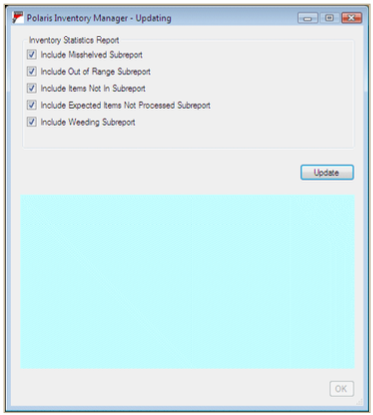 Polaris Inventory Manager - Updating
Inventory Statistics Report
Include Misshelved Subreport
Include Out of Range Subreport
Include Items Not In Subreport
Include Expected Items Not Processed Subreport
Include Weeding Subreport
Update
OK